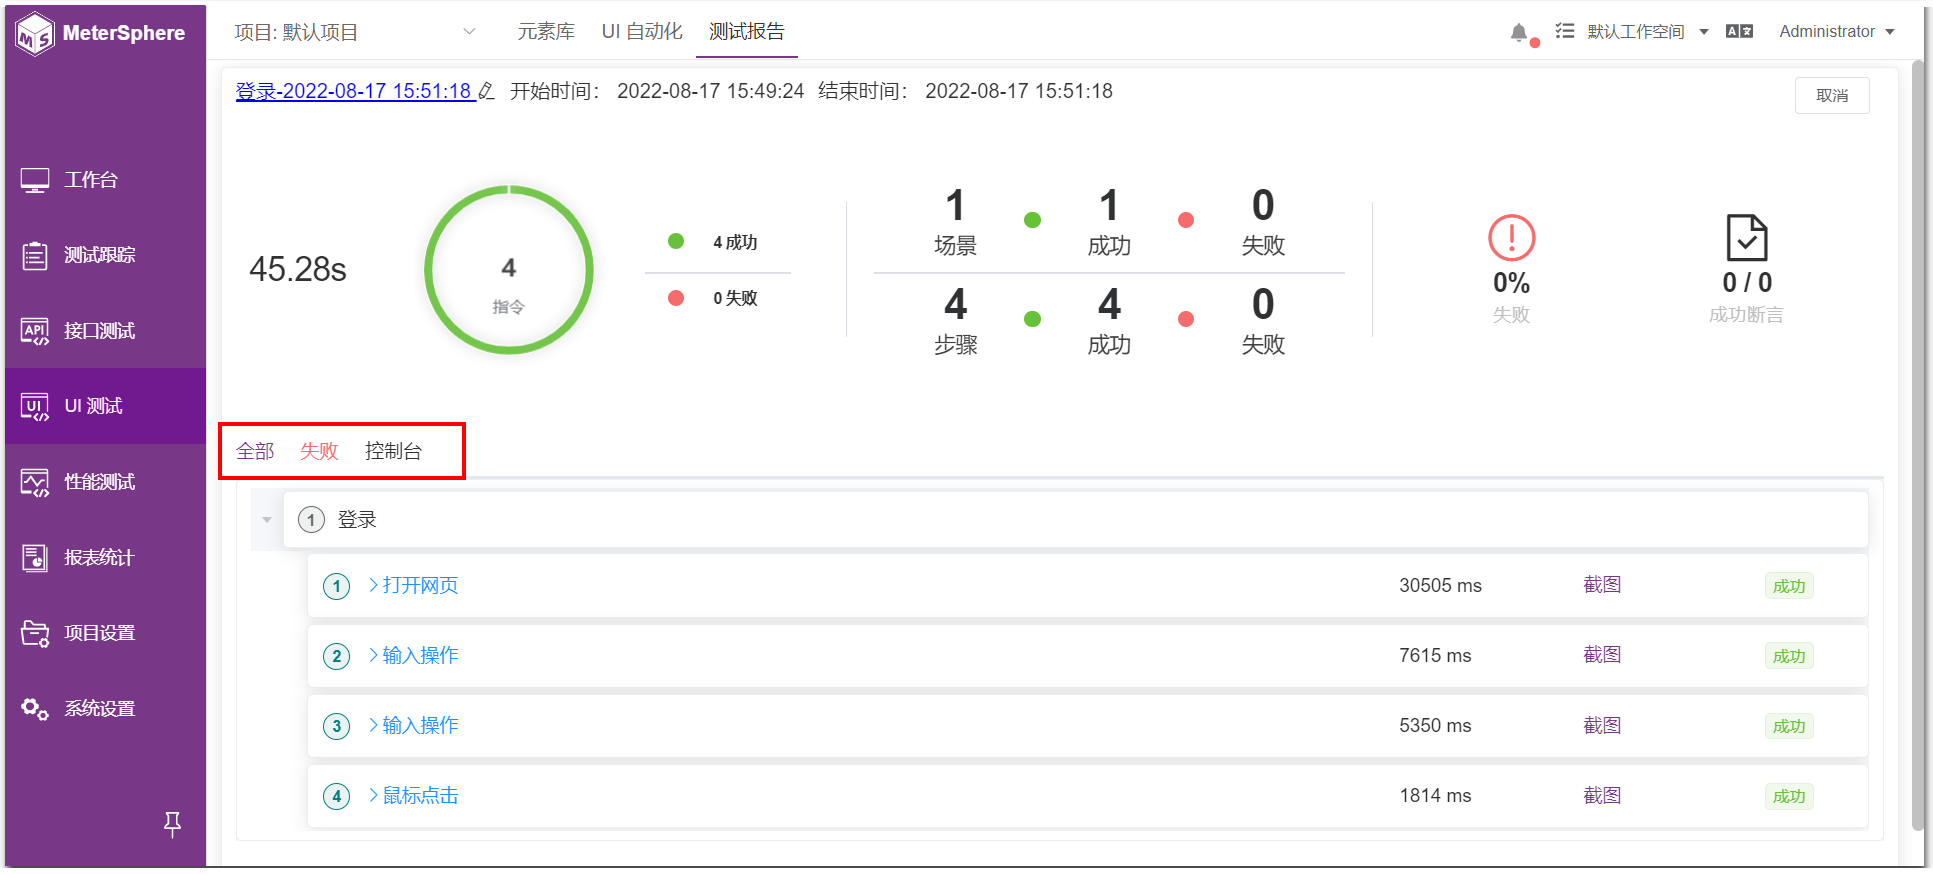 MeterSphere
项目: 默认项目
元素库
UI 自动化
测试报告
默认工作空间
Administrator
登录-2022-08-17 15:51:18
开始时间： 2022-08-17 15:49:24
结束时间： 2022-08-17 15:51:18
取消
工作台
测试跟踪
API
接口测试
UI
UI 测试
性能测试
报表统计
项目设置
系统设置
45.28s
4
指令
4 成功
0 失败
1
场景
1
成功
0
失败
4
步骤
4
成功
0
失败
0%
失败
0 / 0
成功断言
全部
失败
控制台
1 登录
1 打开网页 30505 ms 截图 成功
2 输入操作 7615 ms 截图 成功
3 输入操作 5350 ms 截图 成功
4 鼠标点击 1814 ms 截图 成功